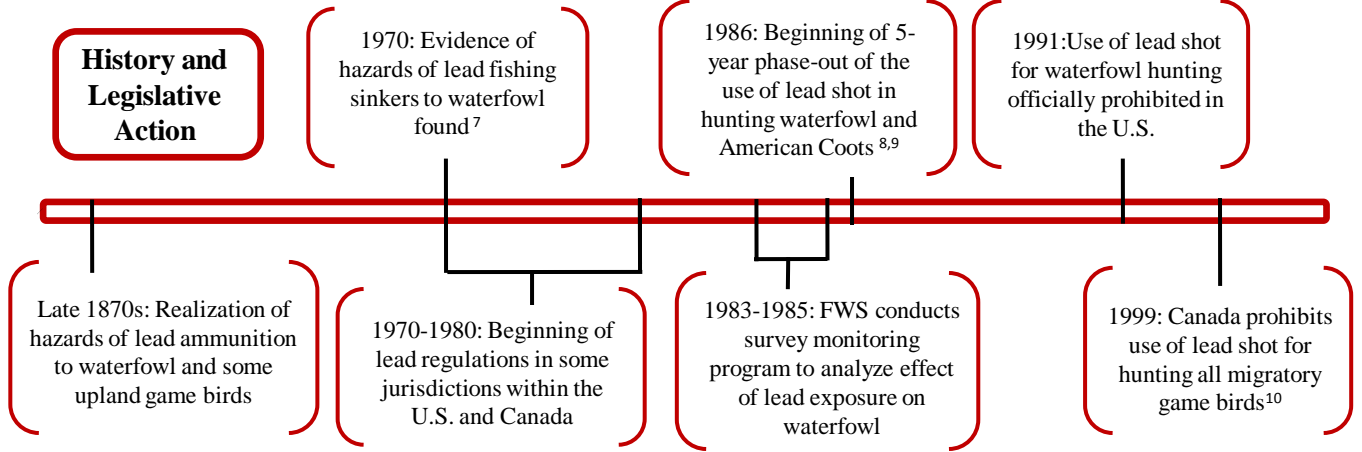 History and
Legislative
Action
1970: Evidence of
hazards of lead fishing
sinkers to waterfowl
found 7
1986: Beginning of 5-
year phase-out of the
use of lead shot in
hunting waterfowl and
American Coots 8,9
1991:Use of lead shot
for waterfowl hunting
officially prohibited in
the U.S.
Late 1870s: Realization of
hazards of lead ammunition
to waterfowl and some
upland game birds
1970-1980: Beginning of
lead regulations in some
jurisdictions within the
U.S. and Canada
1983-1985: FWS conducts
survey monitoring
program to analyze effect
of lead exposure on
waterfowl
1999: Canada prohibits
use of lead shot for
hunting all migratory
game birds10